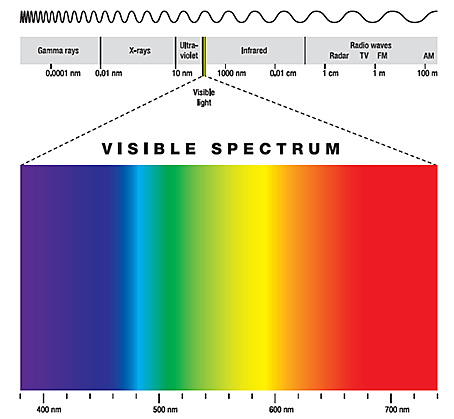 Gamma rays X-rays Ultra-violet Infrared Radio waves
Radar TV FM AM
0,0001 nm 0,01 nm 10 nm 1000 nm 0,01 cm 1 cm 1 m 100 m
Visible
light
VISIBLE SPECTRUM
400 nm 500 nm 600 nm 700 nm